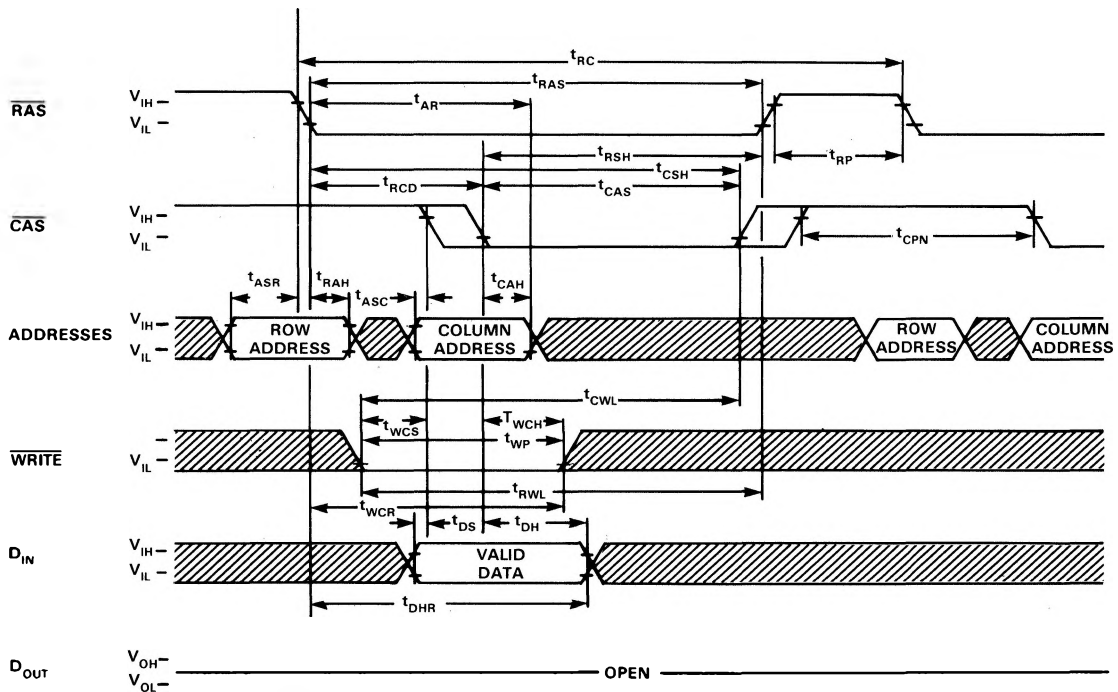 tRC
tRAS
tAR
RAS
VIH
VIL
tRP
tRSH
tCSH
tRCD
tCAS
CAS
VIH
VIL
tCPN
tASR
tRAH
tASC
tCAH
ADDRESSES
VIH
VIL
ROW
ADDRESS
COLUMN
ADDRESS
ROW
ADDRESS
COLUMN
ADDRESS
tCWL
tWCS
TWCH
tWP
WRITE
VIL
tRWL
tWCR
tDS
tDH
DIN
VIH
VIL
VALID
DATA
tDHR
DOUT
VOH
VOL
OPEN